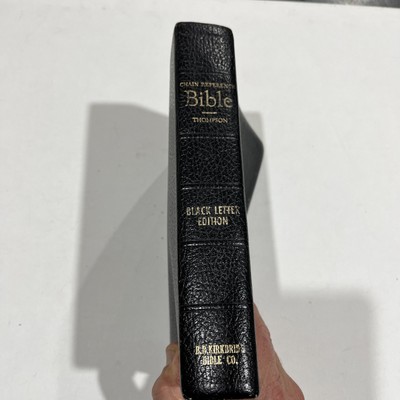 CHAIN REFERENCE
Bible
THOMPSON
BLACK LETTER
EDITION
B.B. KIRKBRIDE
BIBLE CO.